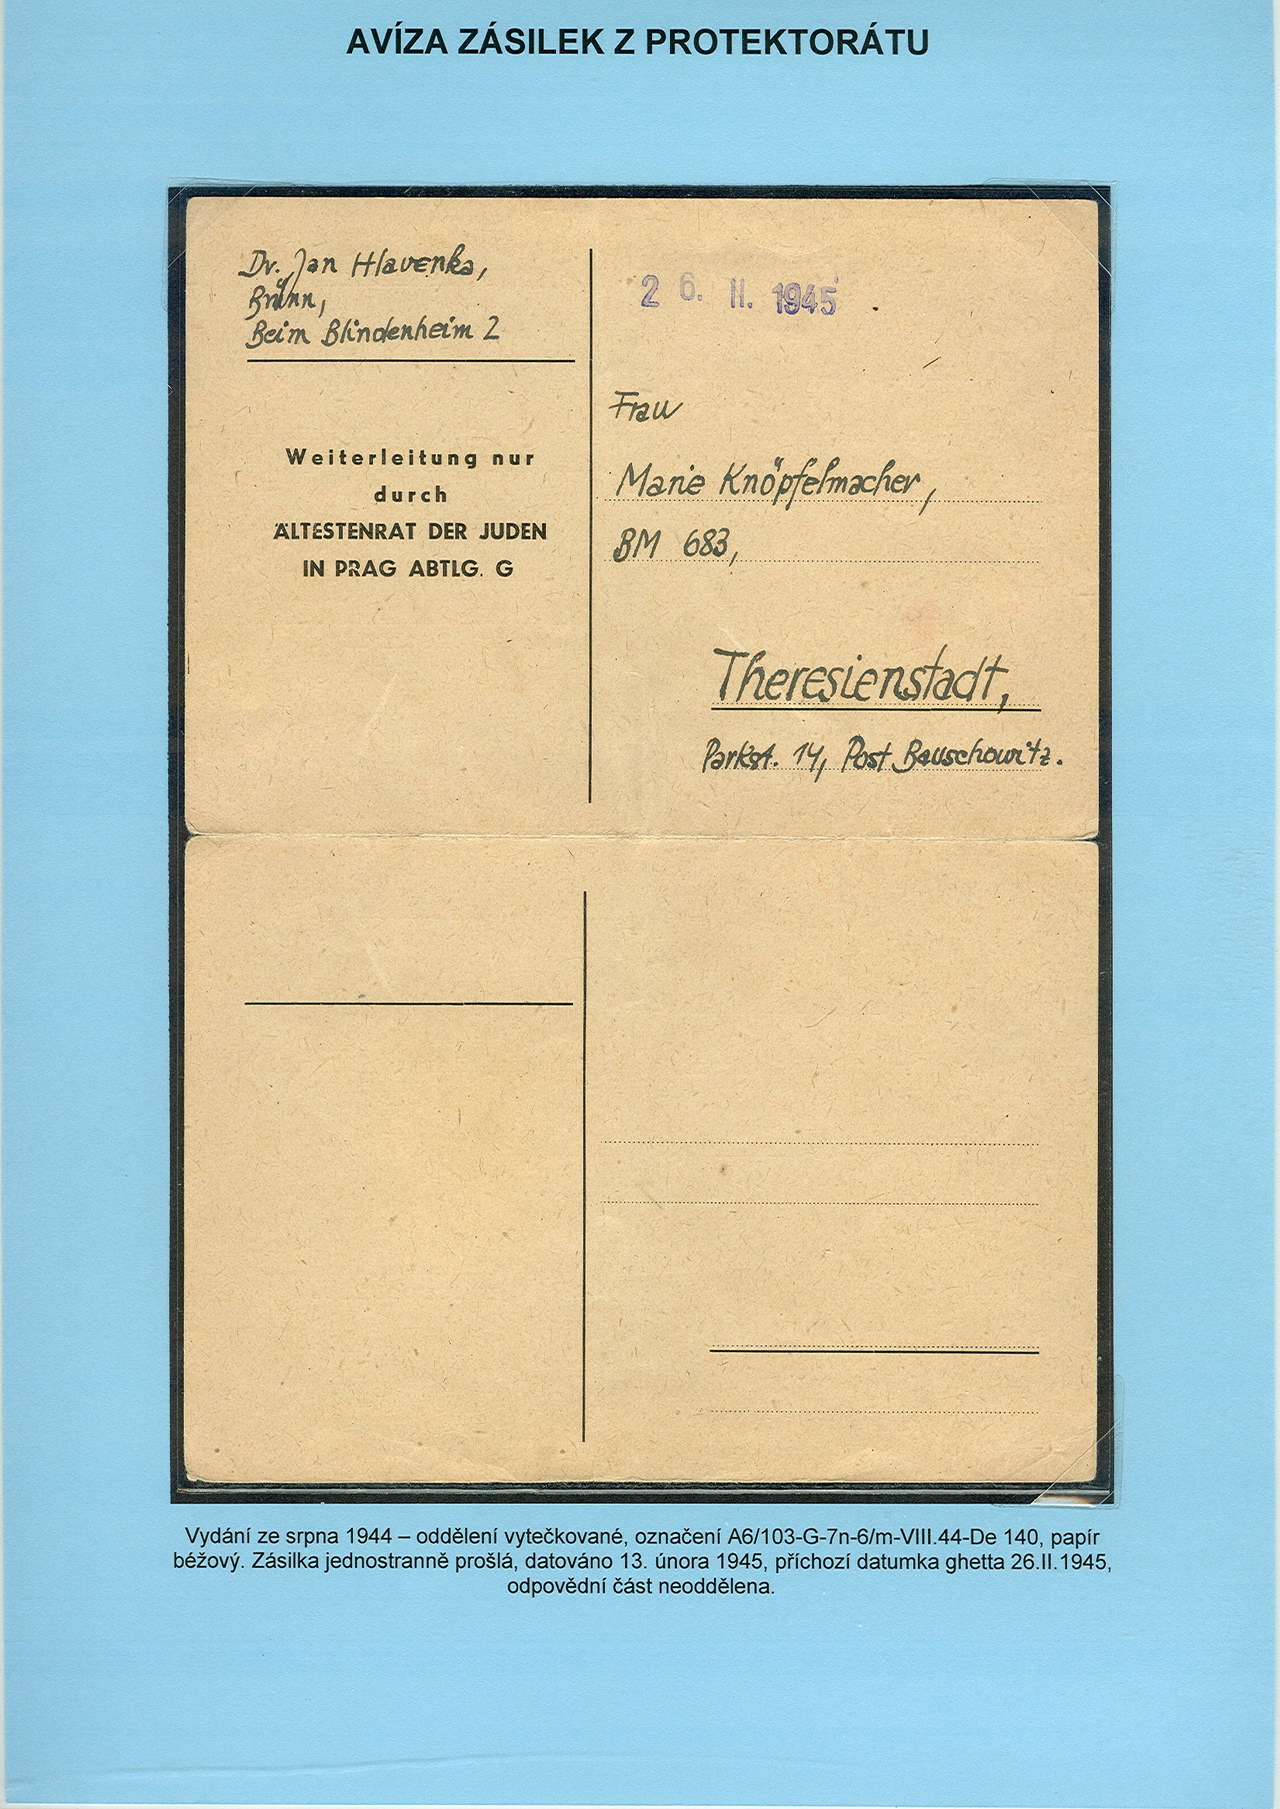 AVÍZA ZÁSILEK Z PROTEKTORÁTU
Dr. Jan Hlavenka,
Brünn,
Beim Blindenheim 2
Weiterleitung nur
durch
ÄLTESTENRAT DER JUDEN
IN PRAG ABTLG. G
26. II. 1945
Frau
Marie Knöpfelmacher,
BM 683,
Theresienstadt,
Parkst. 14, Post Bauschowitz.
Vydání ze srpna 1944 – oddělení vytečkované, označení A6/103-G-7n-6/m-VIII.44-De 140, papír
béžový. Zásilka jednostranně prošlá, datováno 13. února 1945, příchozí datumka ghetta 26.II.1945,
odpovědní část neoddělena.